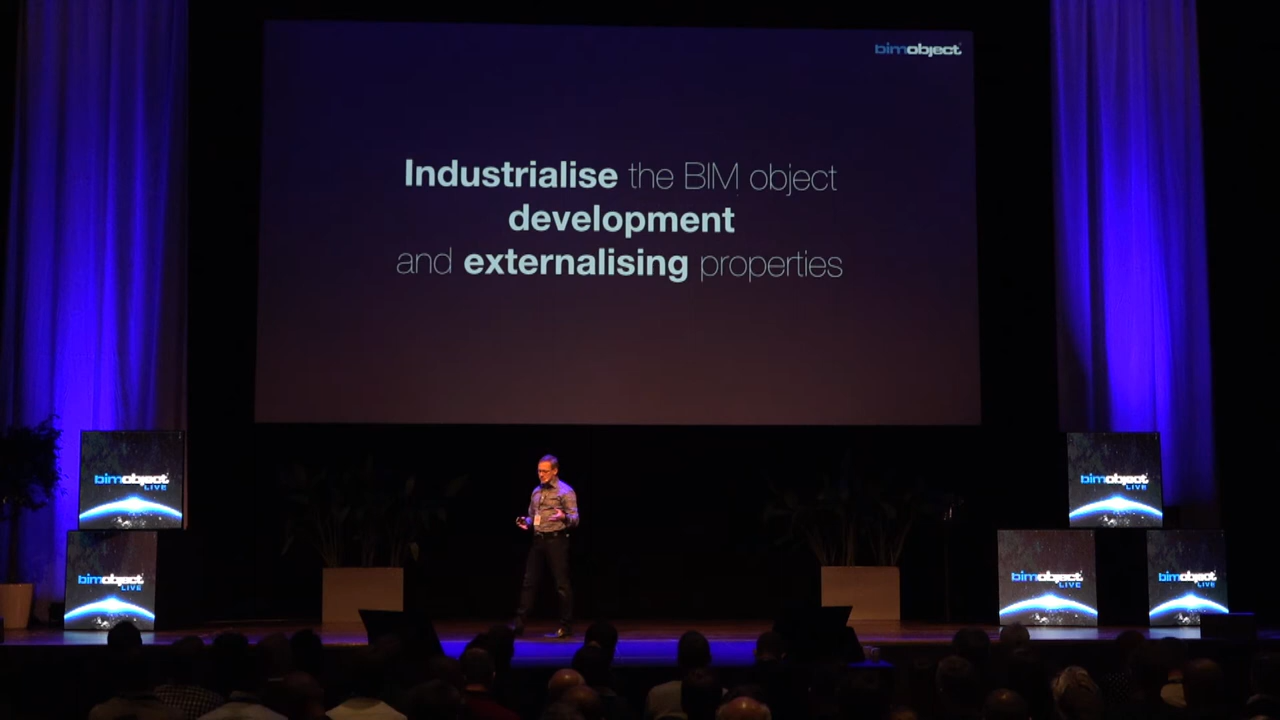 bimobject
Industrialise the BIM object
development
and externalising properties
bimobject
LIVE
bimobject
LIVE
bimobject
LIVE
bimobject
LIVE
bimobject
LIVE